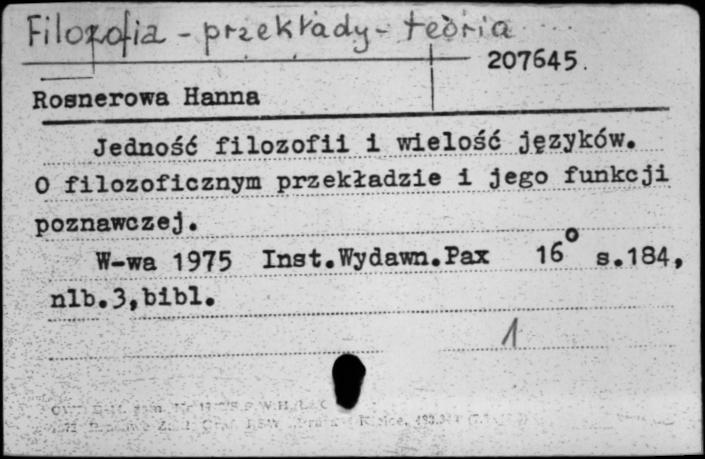 Filozofia - przekłady - teoria
207645.
Rosnerowa Hanna
Jedność filozofii i wielość języków.
O filozoficznym przekładzie i jego funkcji
poznawczej.
W-wa 1975 Inst.Wydawn.Pax 16° s.184,
nlb.3,bibl.
1